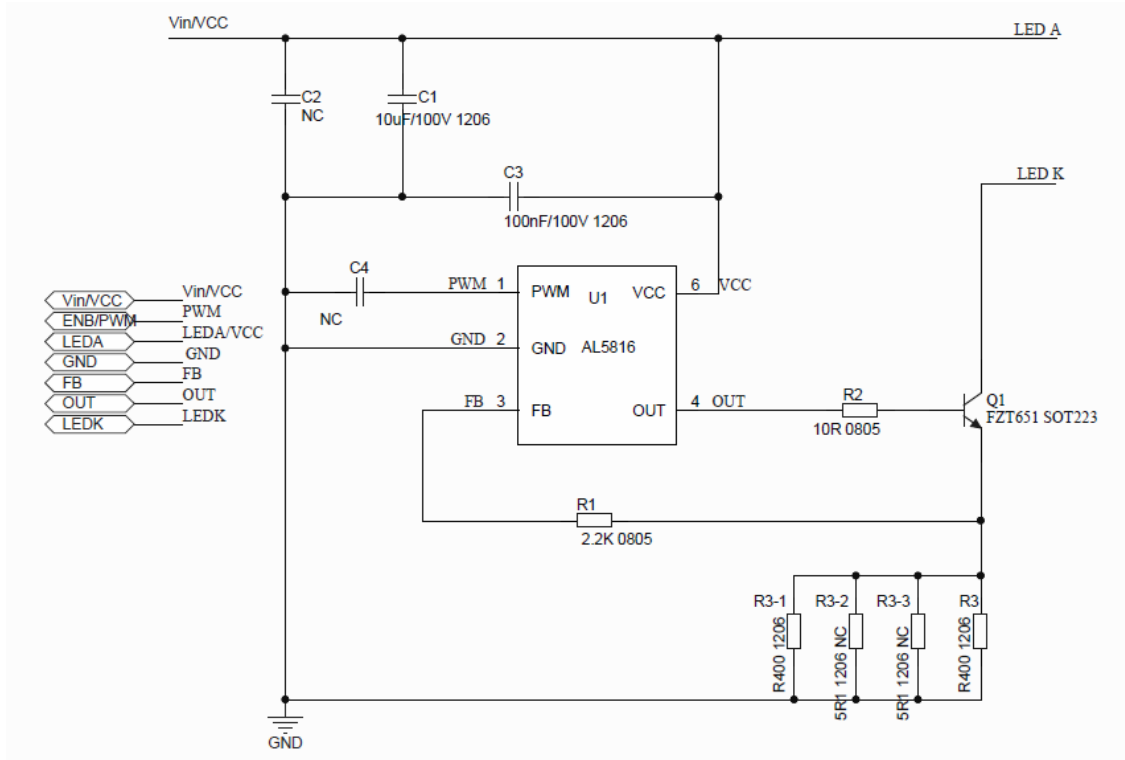 Vin/VCC
LED A
C2
NC
C1
10uF/100V 1206
C3
100nF/100V 1206
LED K
C4
NC
PWM 1
PWM
U1
VCC
6 VCC
GND 2
GND
AL5816
FB 3
FB
OUT
4 OUT
R2
10R 0805
Q1
FZT651 SOT223
Vin/VCC
Vin/VCC
ENB/PWM
PWM
LEDA
LEDA/VCC
GND
GND
FB
FB
OUT
OUT
LEDK
LEDK
R1
2.2K 0805
R3-1
R400 1206
R3-2
5R1 1206 NC
R3-3
5R1 1206 NC
R3
R400 1206
GND